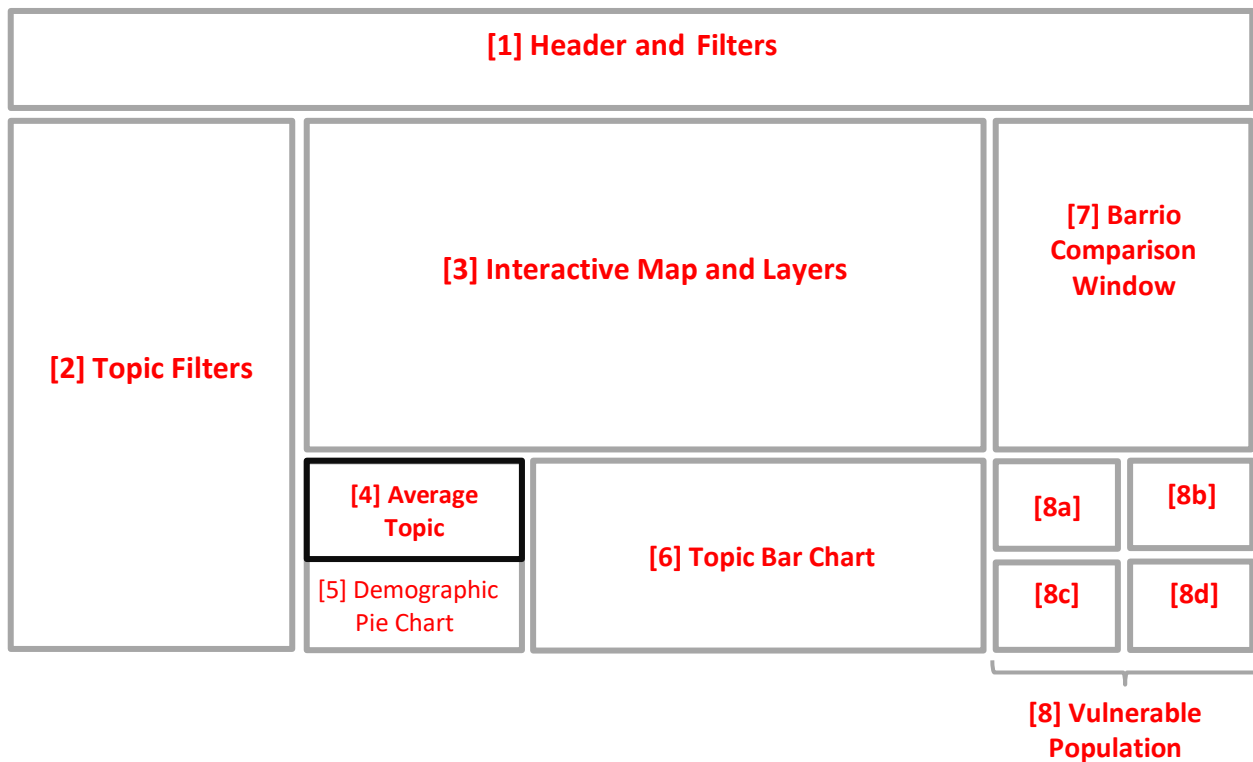 [1] Header and Filters
[2] Topic Filters
[3] Interactive Map and Layers
[7] Barrio
Comparison
Window
[4] Average
Topic
[5] Demographic
Pie Chart
[6] Topic Bar Chart
[8a]
[8b]
[8c]
[8d]
[8] Vulnerable
Population